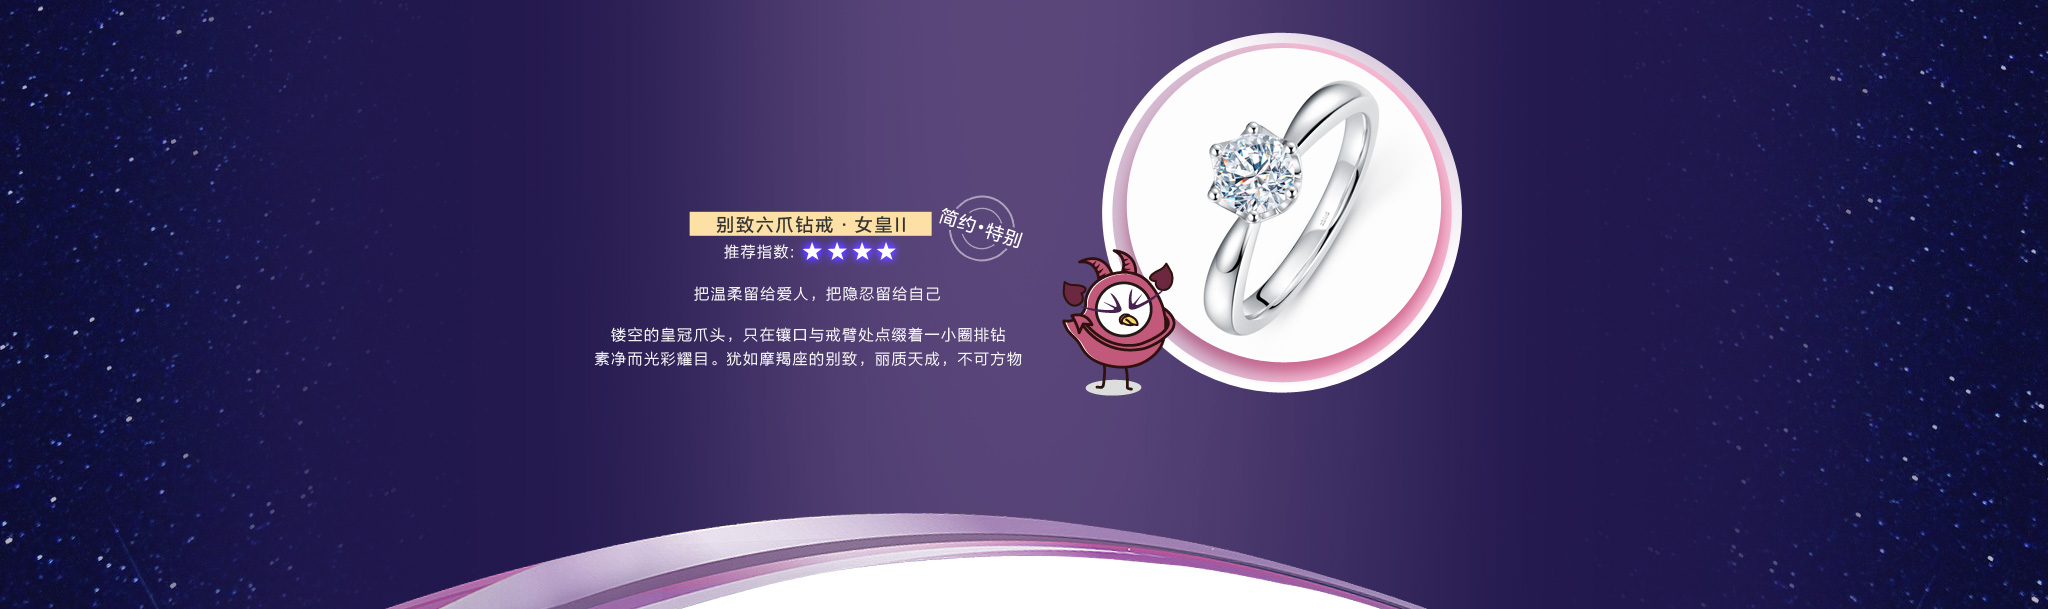 别致六爪钻戒 · 女皇II
简约·特别
推荐指数:
把温柔留给爱人，把隐忍留给自己
镂空的皇冠爪头，只在镶口与戒臂处点缀着一小圈排钻
素净而光彩耀目。犹如摩羯座的别致，丽质天成，不可方物